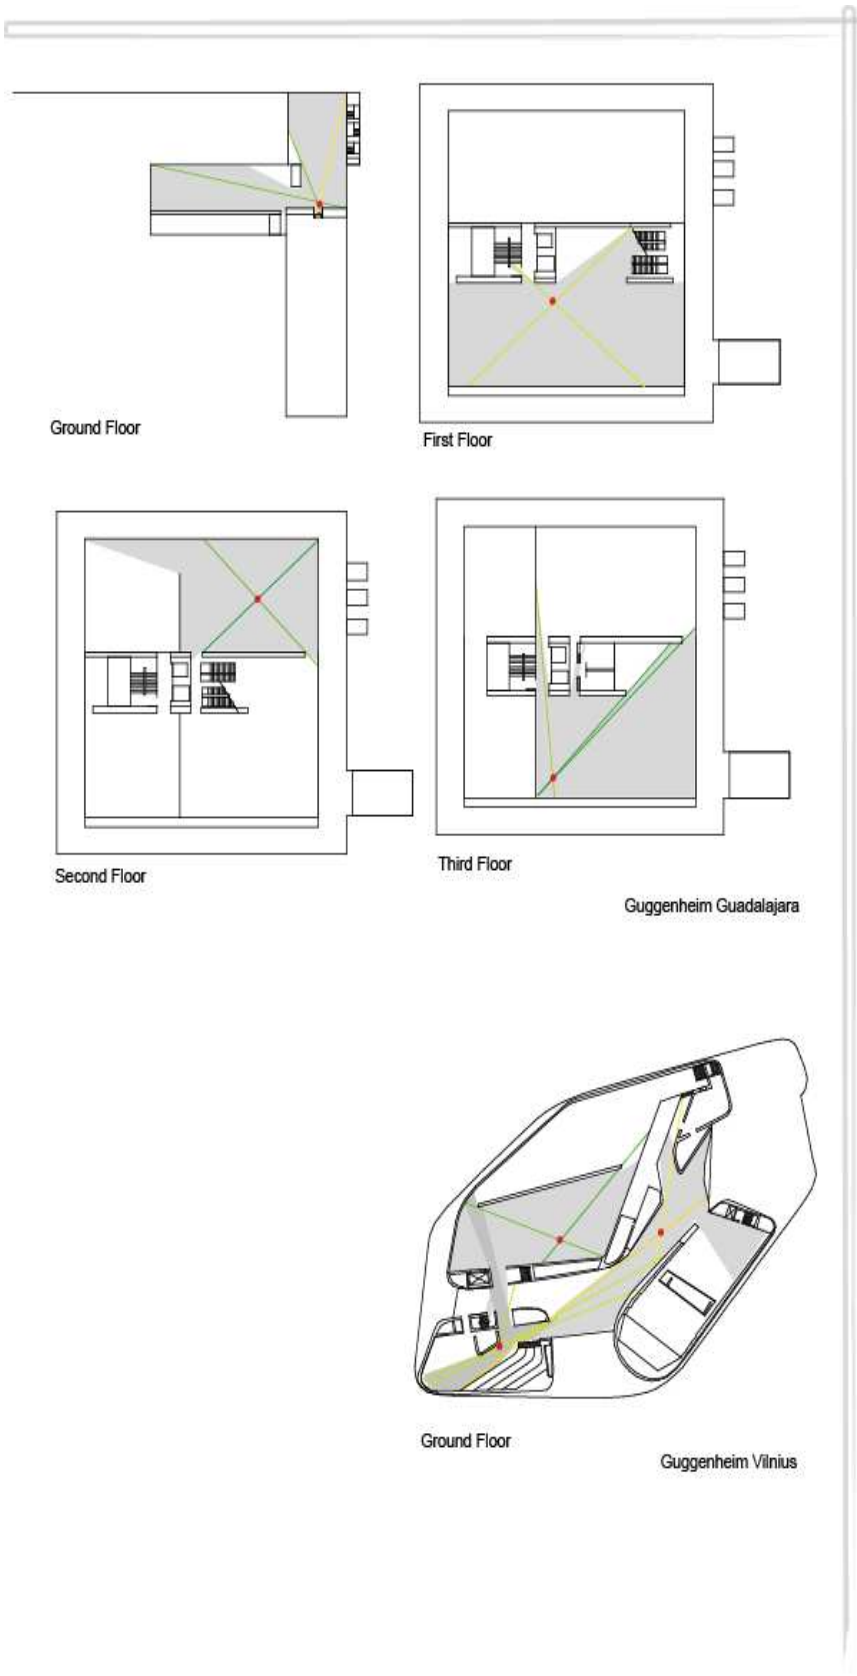 Ground Floor
First Floor
Second Floor
Third Floor
Guggenheim Guadalajara
Ground Floor
Guggenheim Vilnius